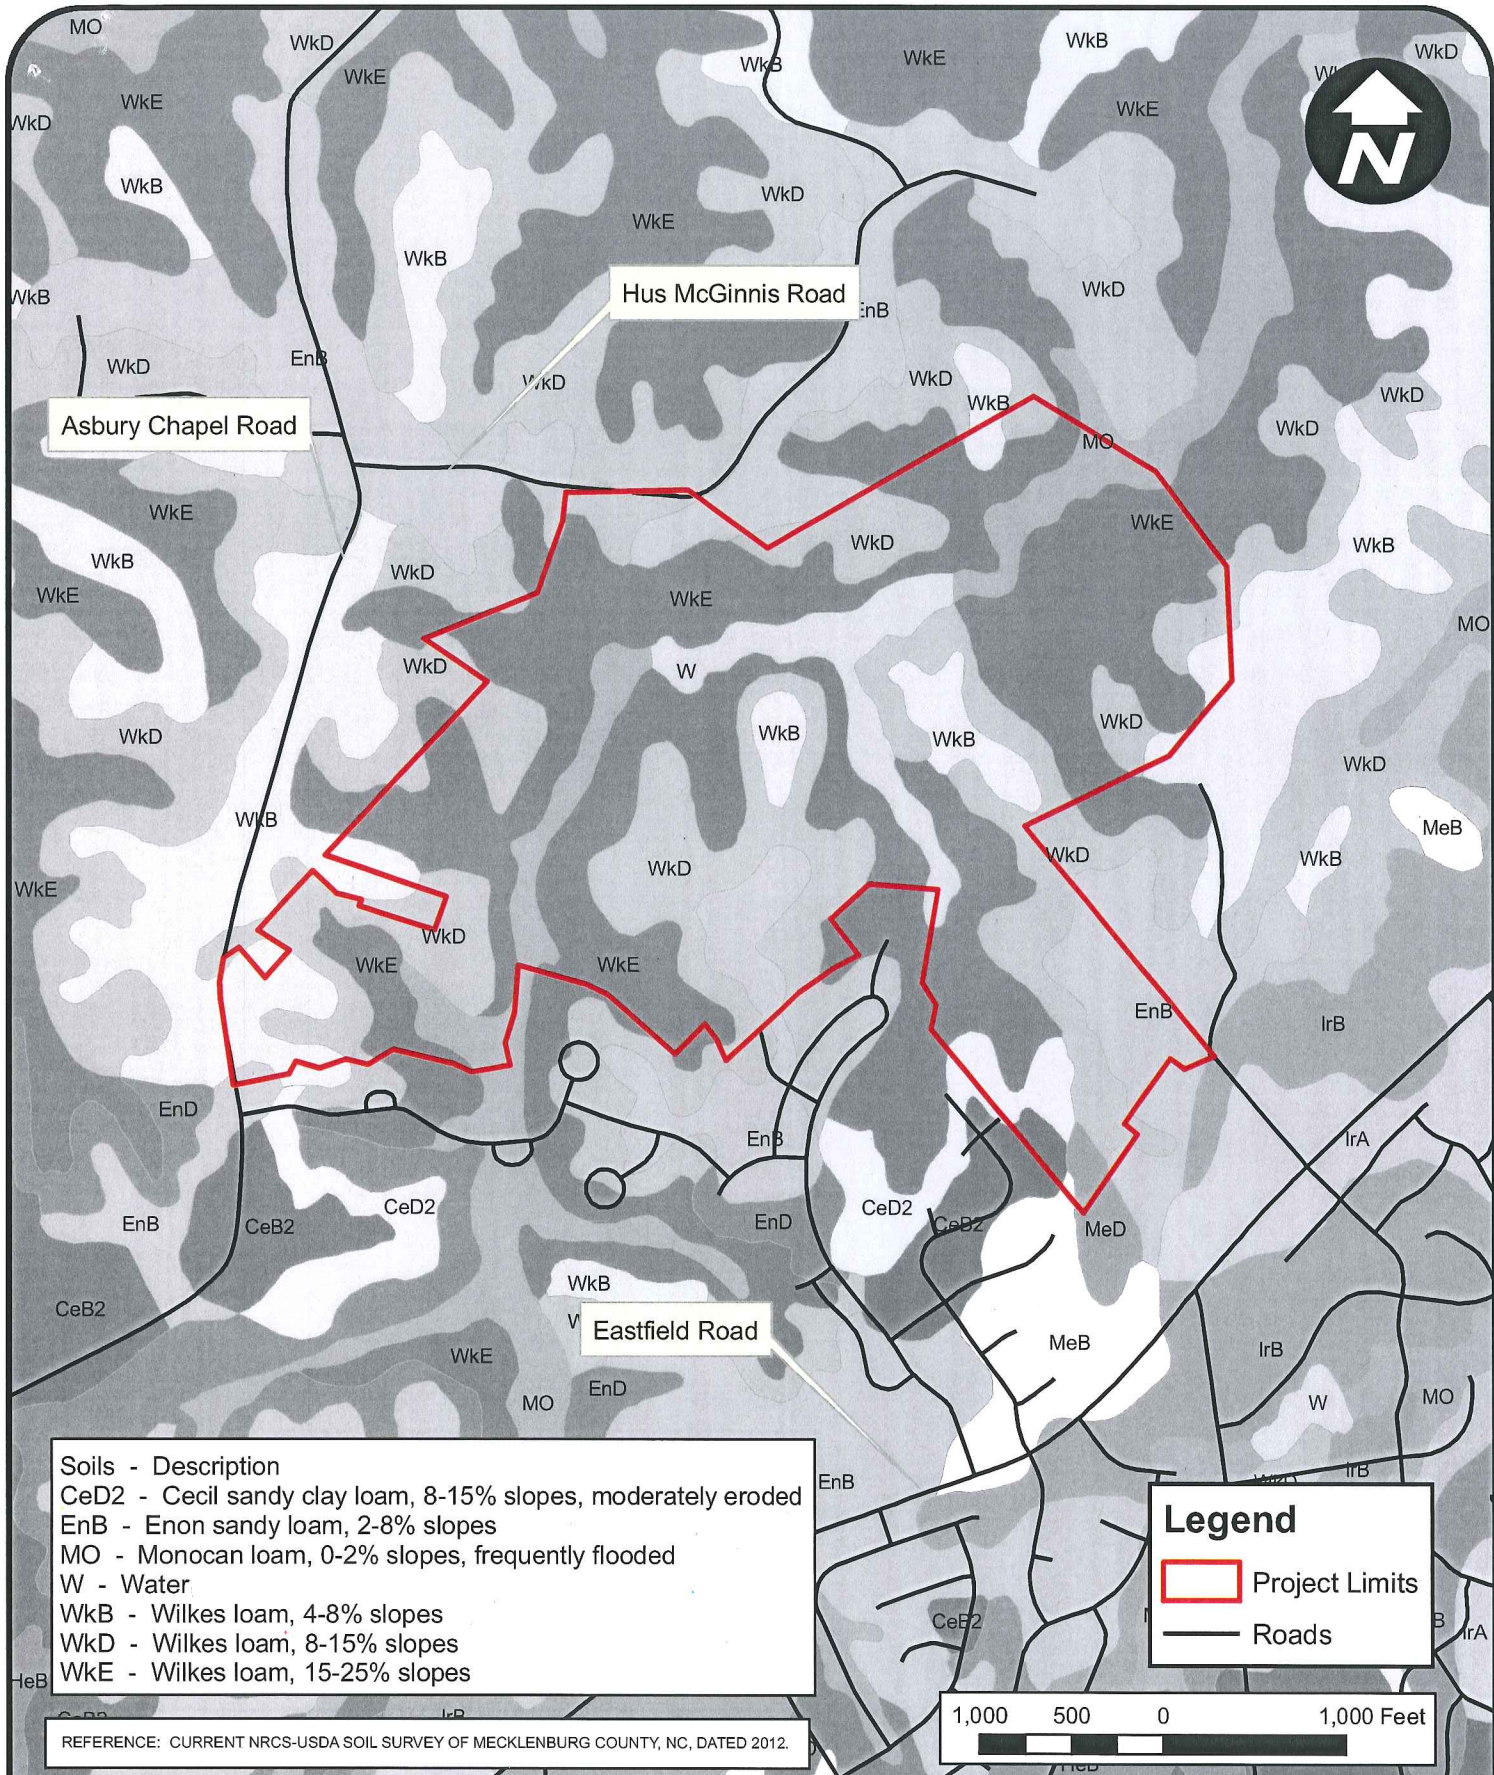 MO
WkD
WkE
WkB
WkE
WkB
WkD
WkE
WkE
WkD
N
WkB
WkD
WkE
WkB
WkD
WkB
Hus McGinnis Road
EnB
EnB
WkD
WkD
WkD
WkD
WkB
Asbury Chapel Road
MO
WkD
WkE
WkE
WkB
WkD
WkD
WkB
WkE
WkE
MO
WkD
W
WkD
WkB
WkB
WkD
WkD
WkB
MeB
WkD
WkB
WkE
WkD
WkD
WkE
WkE
EnB
IrB
EnD
EnB
IrA
EnB
CeB2
CeD2
EnD
CeD2
CeB2
MeD
WkB
CeB2
Eastfield Road
MeB
IrB
WkE
EnD
MO
W
MO
EnB
IrB
Soils - Description
CeD2 - Cecil sandy clay loam, 8-15% slopes, moderately eroded
EnB - Enon sandy loam, 2-8% slopes
MO - Monocan loam, 0-2% slopes, frequently flooded
W - Water
WkB - Wilkes loam, 4-8% slopes
WkD - Wilkes loam, 8-15% slopes
WkE - Wilkes loam, 15-25% slopes
Legend
Project Limits
Roads
CeB2
IrA
HeB
REFERENCE: CURRENT NRCS-USDA SOIL SURVEY OF MECKLENBURG COUNTY, NC, DATED 2012.
1,000 500 0 1,000 Feet